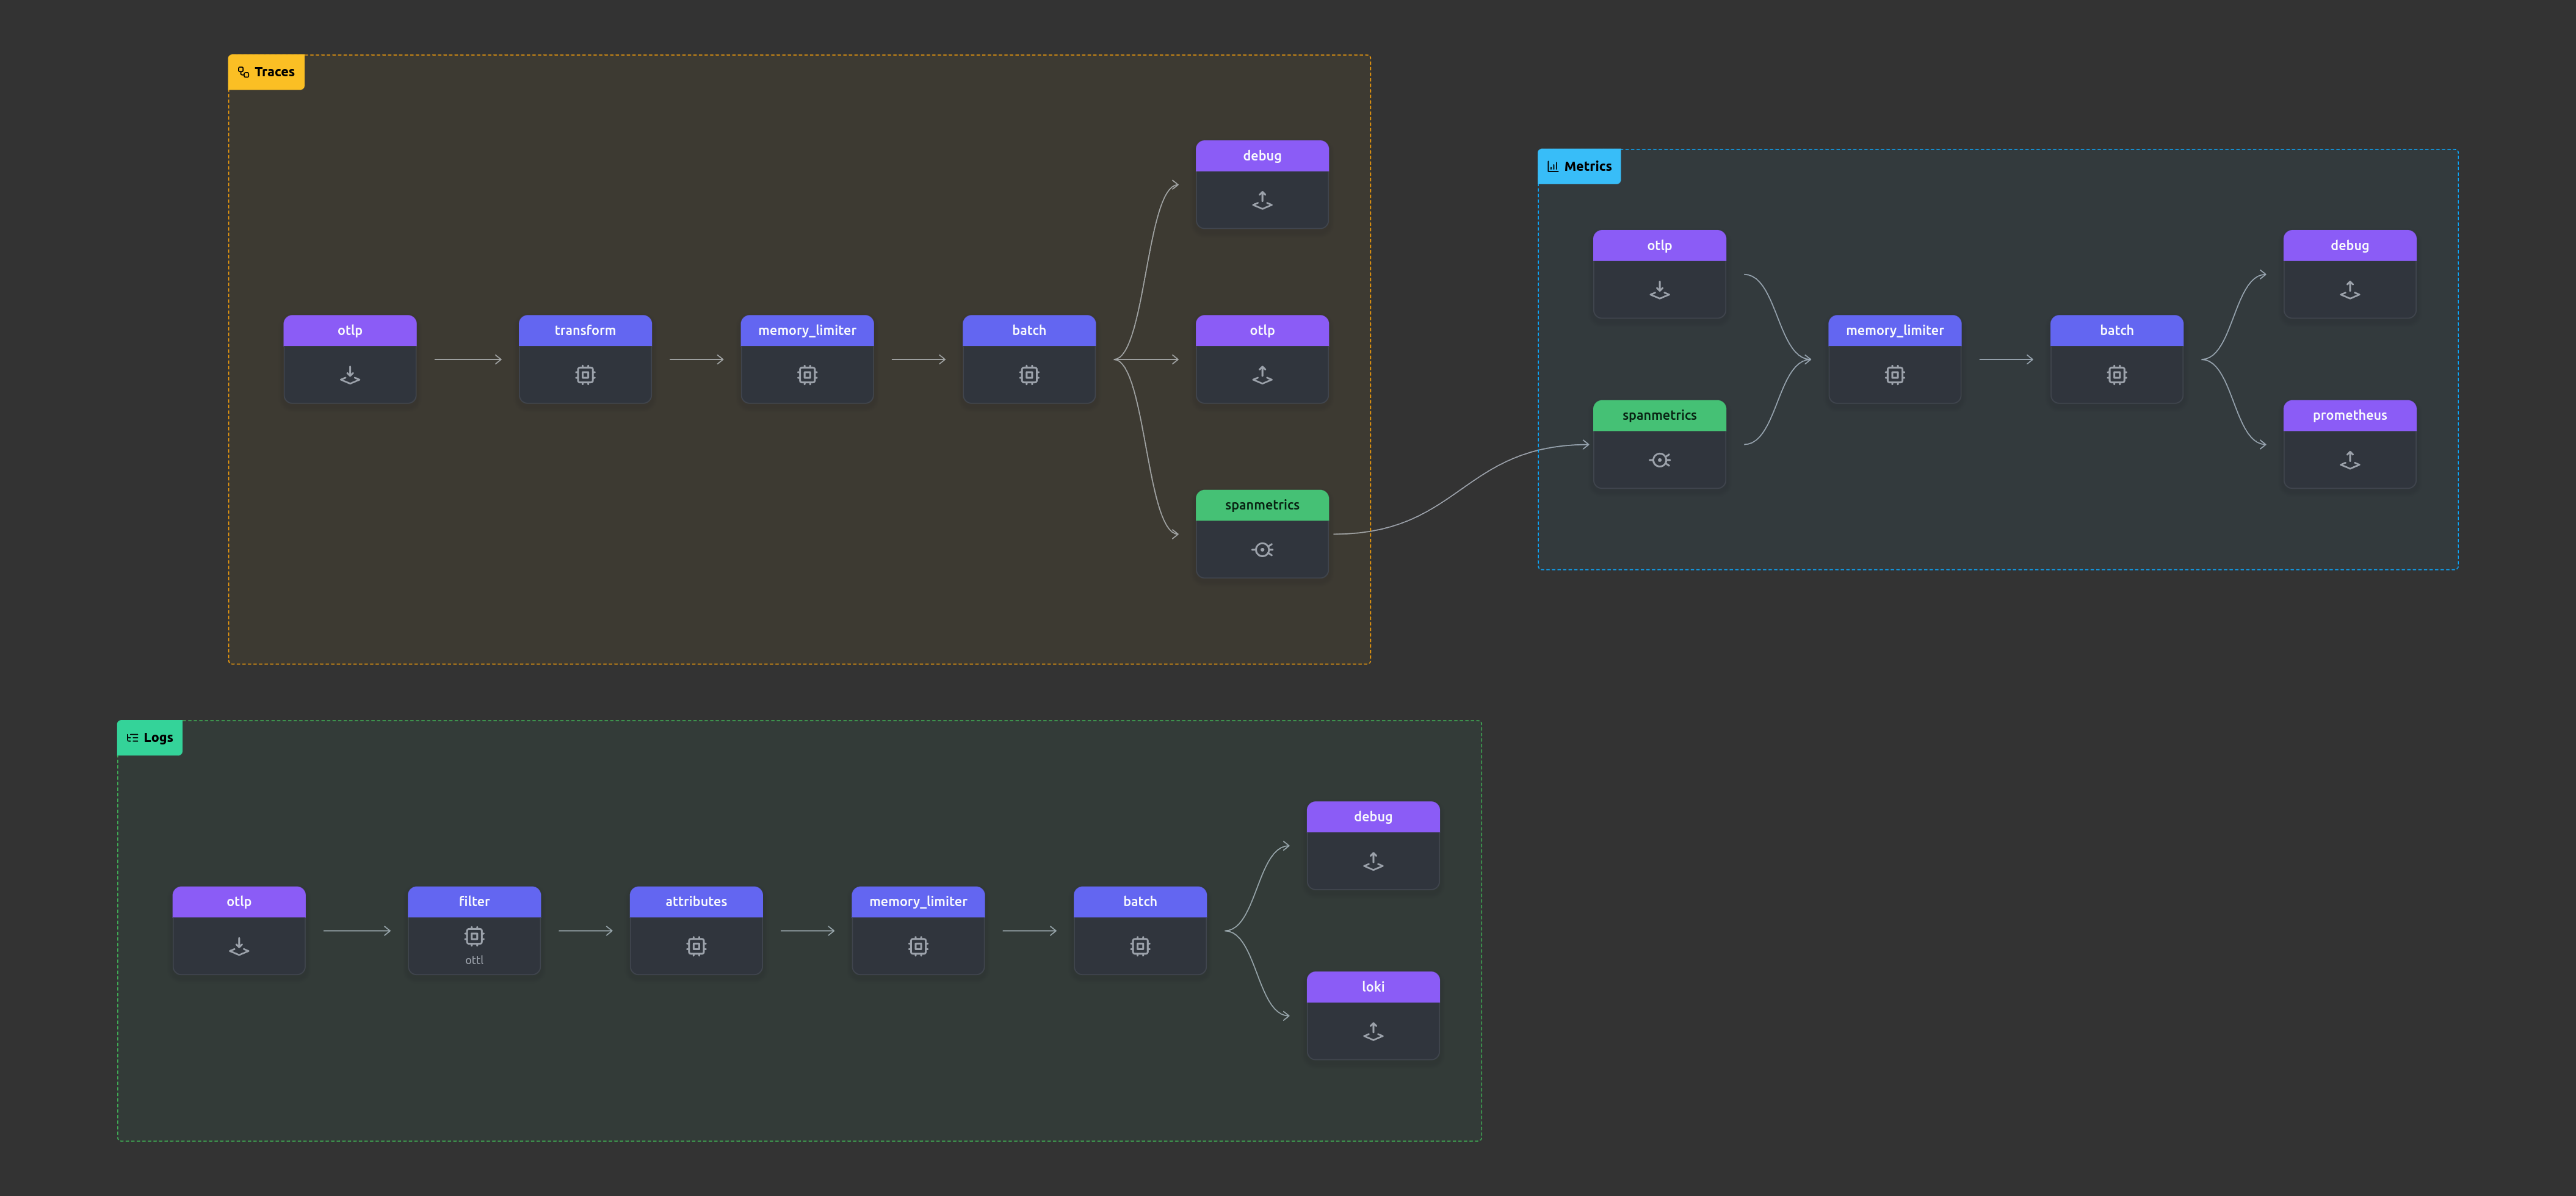 Traces
debug
otlp
transform
memory_limiter
batch
otlp
spanmetrics
Metrics
otlp
spanmetrics
memory_limiter
batch
debug
prometheus
Logs
otlp
filter
ottl
attributes
memory_limiter
batch
debug
loki